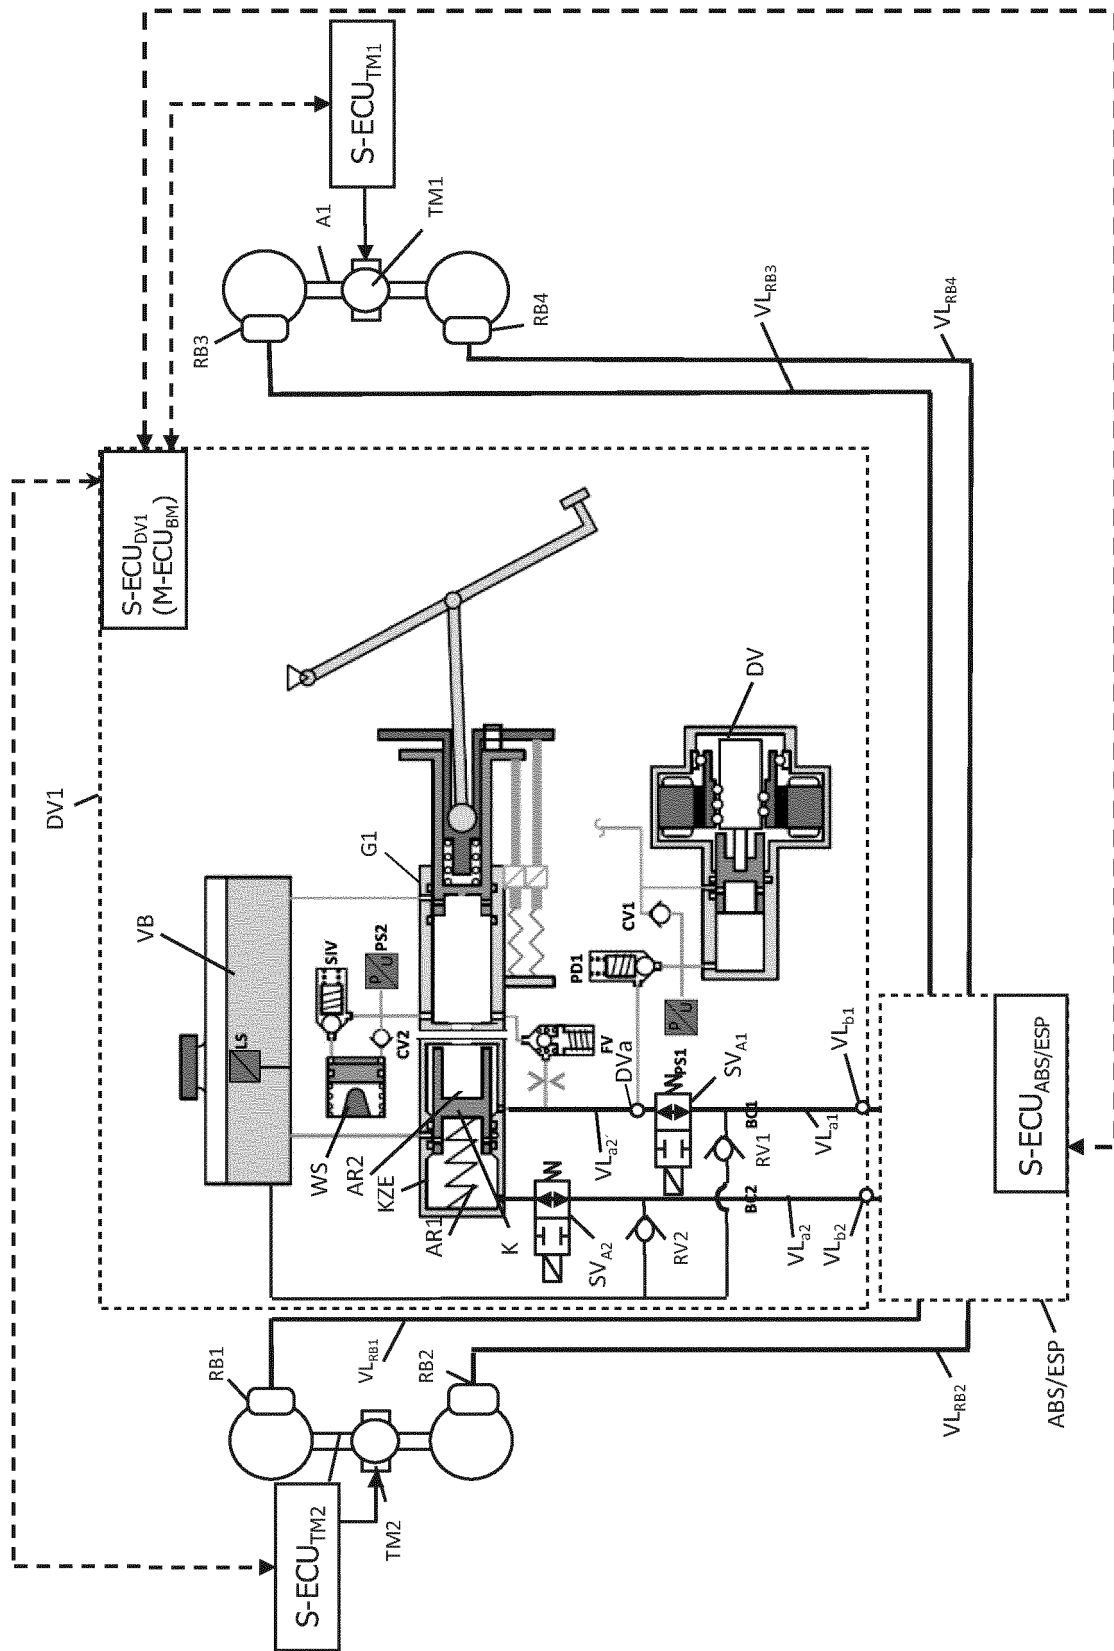 S-ECU_TM1
A1
TM1
RB3
RB4
VL_RB3
VL_RB4
S-ECU_DV1
(M-ECU_BM)
DV1
DV
G1
VB
LS
SIV
PS2
P
U
CV2
WS
AR2
KZE
AR1
K
CV1
PD1
P
U
PS1
FV
DVa
SV_A1
VL_a2'
BC1
RV1
VL_a1
VL_b1
SV_A2
RV2
BC2
VL_a2
VL_b2
S-ECU_ABS/ESP
ABS/ESP
RB1
VL_RB1
RB2
VL_RB2
S-ECU_TM2
TM2